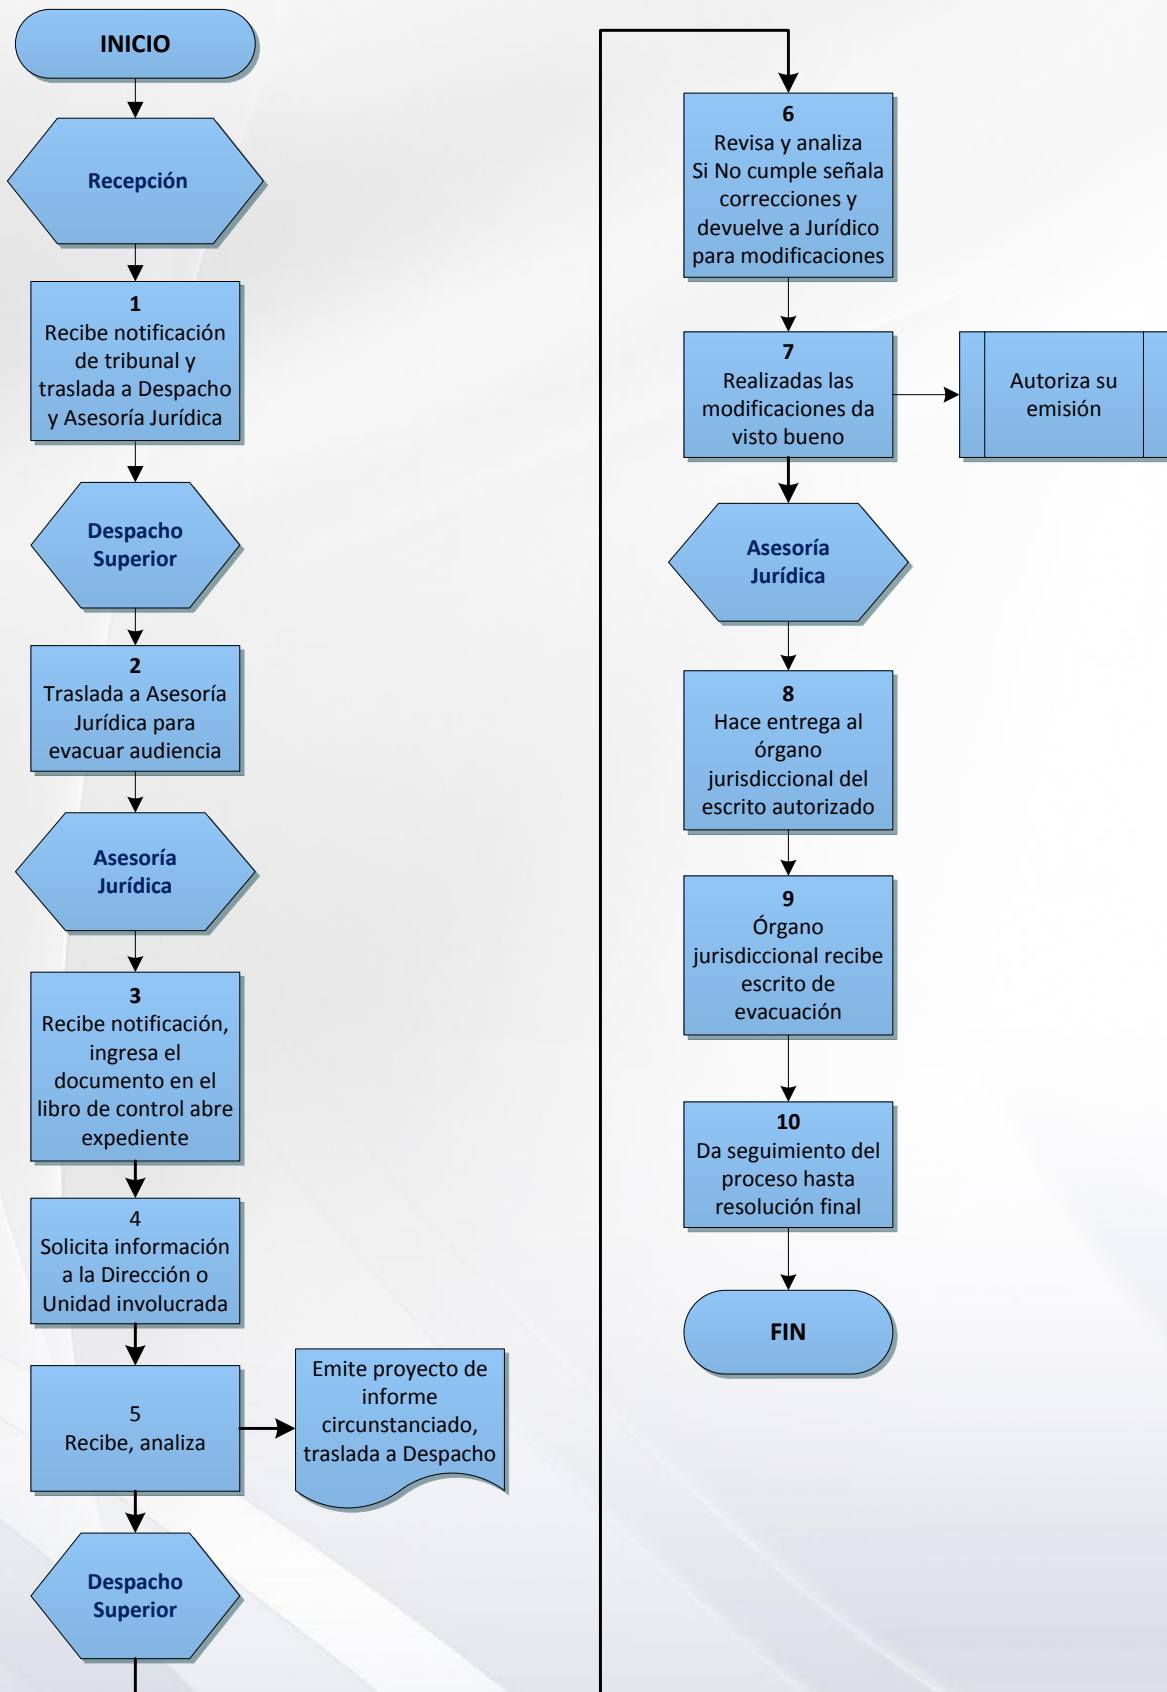 INICIO
Recepción
1
Recibe notificación
de tribunal y
traslada a Despacho
y Asesoría Jurídica
Despacho
Superior
2
Traslada a Asesoría
Jurídica para
evacuar audiencia
Asesoría
Jurídica
3
Recibe notificación,
ingresa el
documento en el
libro de control abre
expediente
4
Solicita información
a la Dirección o
Unidad involucrada
5
Recibe, analiza
Emite proyecto de
informe
circunstanciado,
traslada a Despacho
Despacho
Superior
6
Revisa y analiza
Si No cumple señala
correcciones y
devuelve a Jurídico
para modificaciones
7
Realizadas las
modificaciones da
visto bueno
Autoriza su
emisión
Asesoría
Jurídica
8
Hace entrega al
órgano
jurisdiccional del
escrito autorizado
9
Órgano
jurisdiccional recibe
escrito de
evacuación
10
Da seguimiento del
proceso hasta
resolución final
FIN